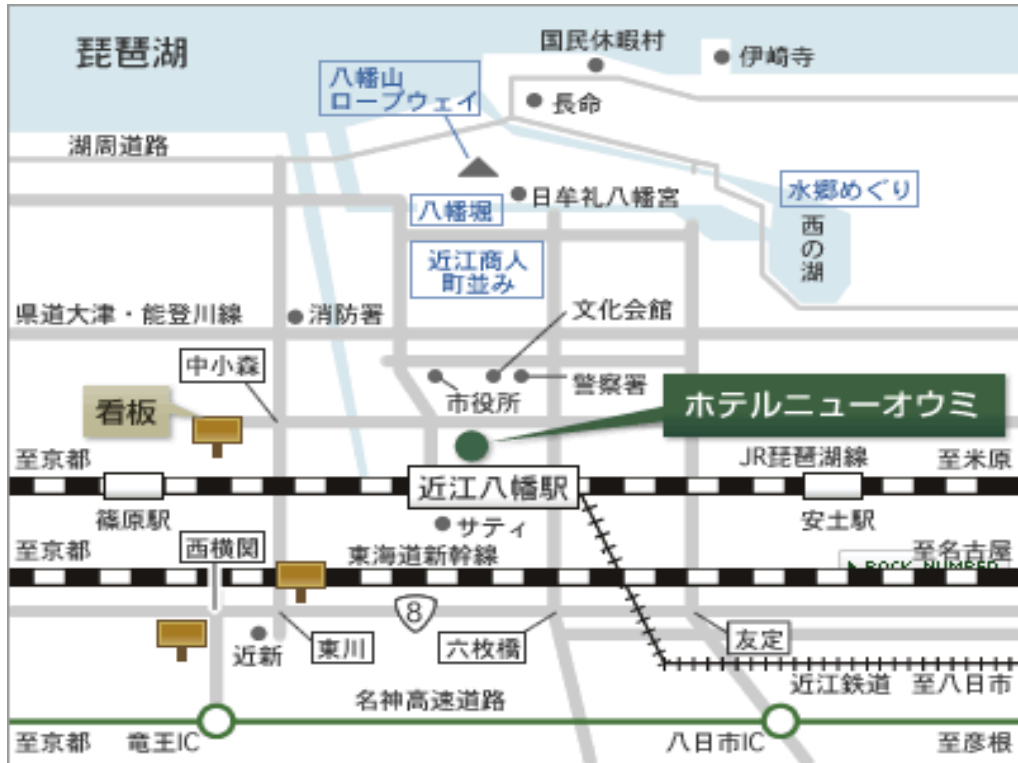 琵琶湖
国民休暇村
伊崎寺
八幡山
ロープウェイ
長命
湖周道路
日牟礼八幡宮
水郷めぐり
八幡堀
西の湖
近江商人
町並み
県道大津・能登川線
消防署
文化会館
中小森
警察署
市役所
看板
ホテルニューオウミ
至京都
JR琵琶湖線
至米原
近江八幡駅
篠原駅
サティ
安土駅
至京都
西横関
東海道新幹線
至名古屋
8
近新
東川
六枚橋
友定
近江鉄道
至八日市
名神高速道路
至京都
竜王IC
八日市IC
至彦根